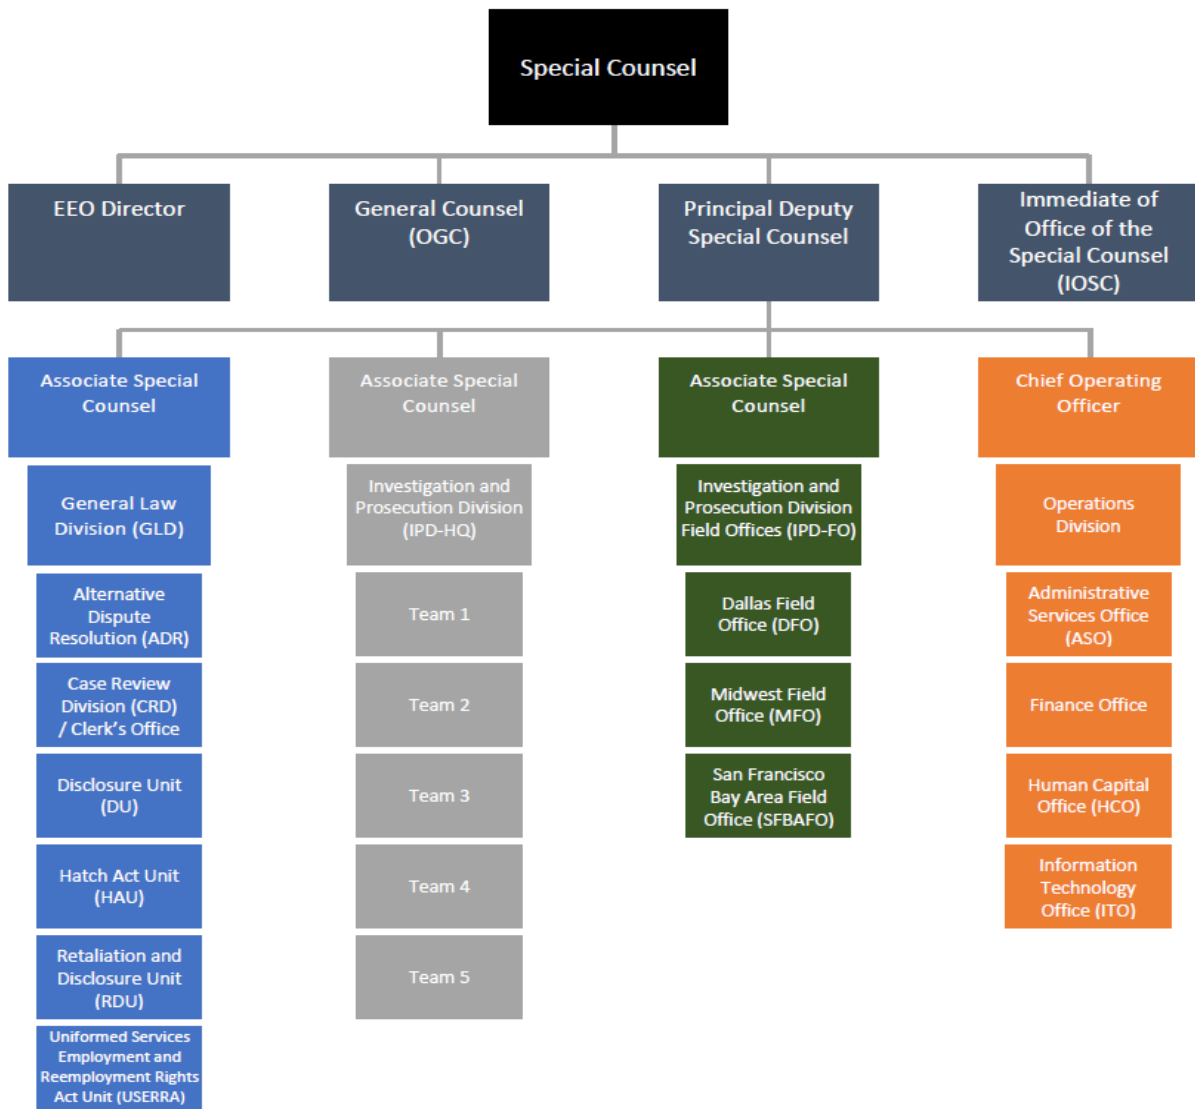 Special Counsel
EEO Director
General Counsel
(OGC)
Principal Deputy
Special Counsel
Immediate of
Office of the
Special Counsel
(IOSC)
Associate Special
Counsel
Associate Special
Counsel
Associate Special
Counsel
Chief Operating
Officer
General Law
Division (GLD)
Investigation and
Prosecution Division
(IPD-HQ)
Investigation and
Prosecution Division
Field Offices (IPD-FO)
Operations
Division
Alternative
Dispute
Resolution (ADR)
Team 1
Dallas Field
Office (DFO)
Administrative
Services Office
(ASO)
Case Review
Division (CRD)
/ Clerk’s Office
Team 2
Midwest Field
Office (MFO)
Finance Office
Disclosure Unit
(DU)
Team 3
San Francisco
Bay Area Field
Office (SFBAFO)
Human Capital
Office (HCO)
Hatch Act Unit
(HAU)
Team 4
Information
Technology
Office (ITO)
Retaliation and
Disclosure Unit
(RDU)
Team 5
Uniformed Services
Employment and
Reemployment Rights
Act Unit (USERRA)